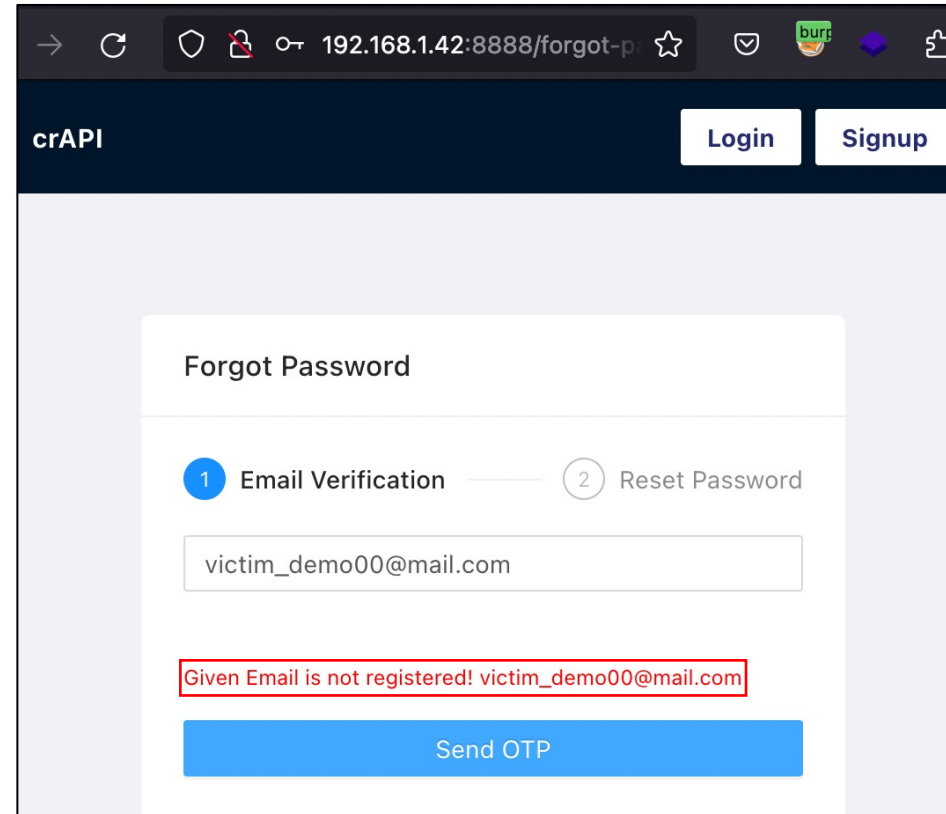 192.168.1.42:8888/forgot-p
burp
crAPI
Login
Signup
Forgot Password
1 Email Verification
2 Reset Password
victim_demo00@mail.com
Given Email is not registered! victim_demo00@mail.com
Send OTP